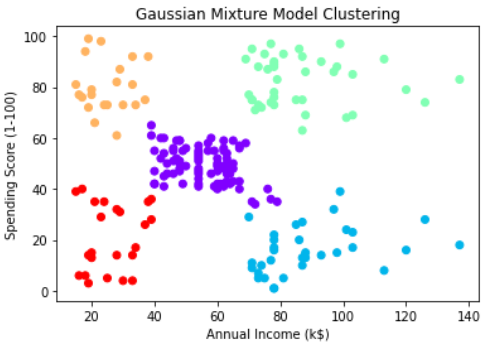 Gaussian Mixture Model Clustering
Spending Score (1-100)
100
80
60
40
20
0
20 40 60 80 100 120 140
Annual Income (k$)